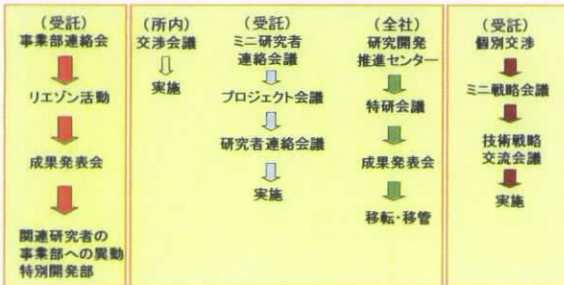 (受託)
事業部連絡会
リエゾン活動
成果発表会
関連研究者の
事業部への異動
特別開発部
(所内)
交渉会議
実施
(受託)
ミニ研究者
連絡会議
プロジェクト会議
研究者連絡会議
実施
(全社)
研究開発
推進センター
特研会議
成果発表会
移転・移管
(受託)
個別交渉
ミニ戦略会議
技術戦略
交流会議
実施